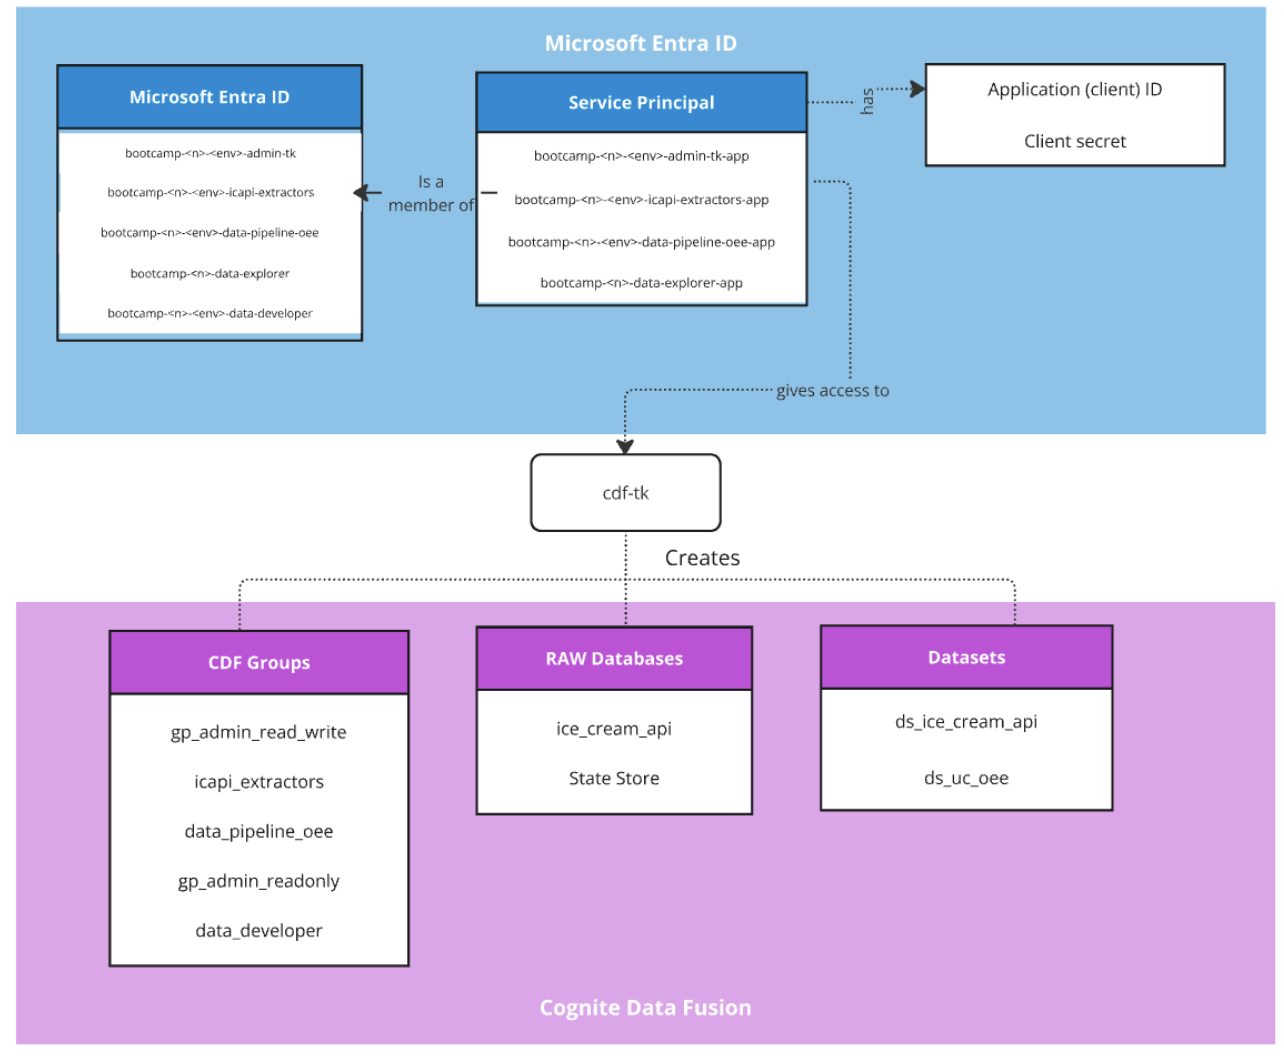 Microsoft Entra ID
Microsoft Entra ID
bootcamp-<n>-<env>-admin-tk
bootcamp-<n>-<env>-icapi-extractors
bootcamp-<n>-<env>-data-pipeline-oee
bootcamp-<n>-data-explorer
bootcamp-<n>-<env>-data-developer
Is a
member of
Service Principal
bootcamp-<n>-<env>-admin-tk-app
bootcamp-<n>-<env>-icapi-extractors-app
bootcamp-<n>-<env>-data-pipeline-oee-app
bootcamp-<n>-data-explorer-app
has
Application (client) ID
Client secret
gives access to
cdf-tk
Creates
CDF Groups
gp_admin_read_write
icapi_extractors
data_pipeline_oee
gp_admin_readonly
data_developer
RAW Databases
ice_cream_api
State Store
Datasets
ds_ice_cream_api
ds_uc_oee
Cognite Data Fusion